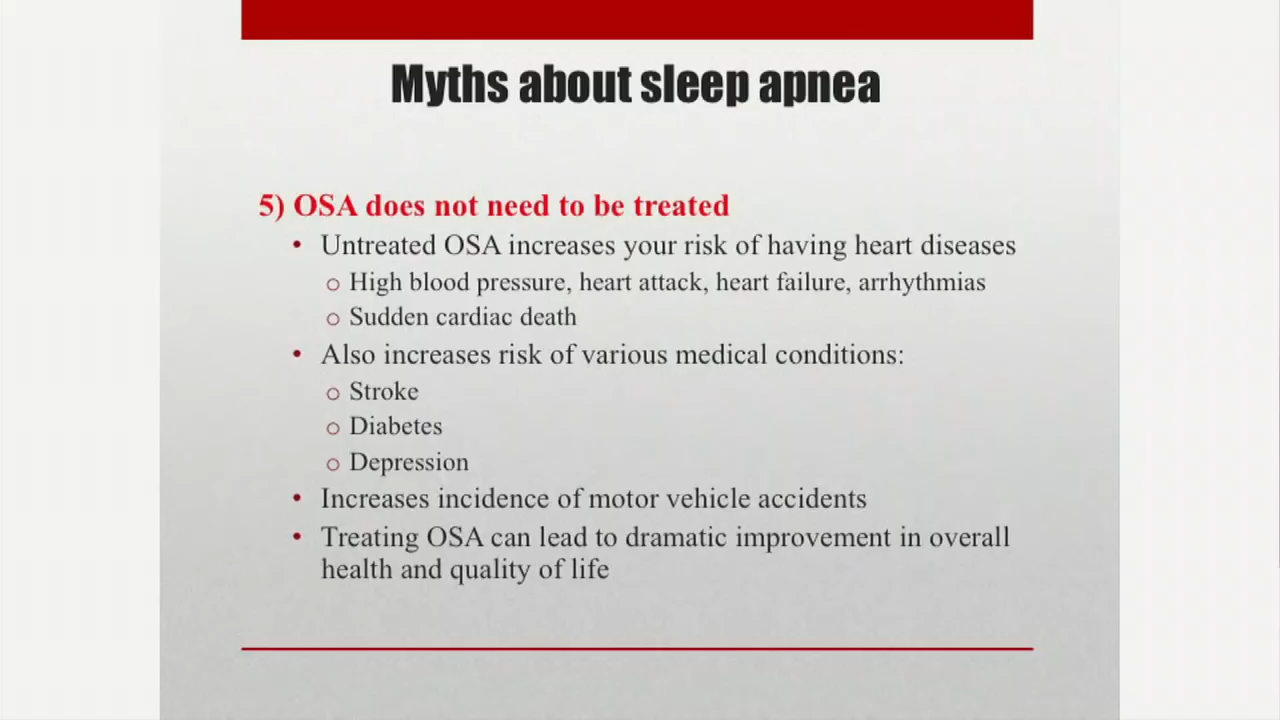 Myths about sleep apnea
5) OSA does not need to be treated
• Untreated OSA increases your risk of having heart diseases
o High blood pressure, heart attack, heart failure, arrhythmias
o Sudden cardiac death
• Also increases risk of various medical conditions:
o Stroke
o Diabetes
o Depression
• Increases incidence of motor vehicle accidents
• Treating OSA can lead to dramatic improvement in overall
health and quality of life